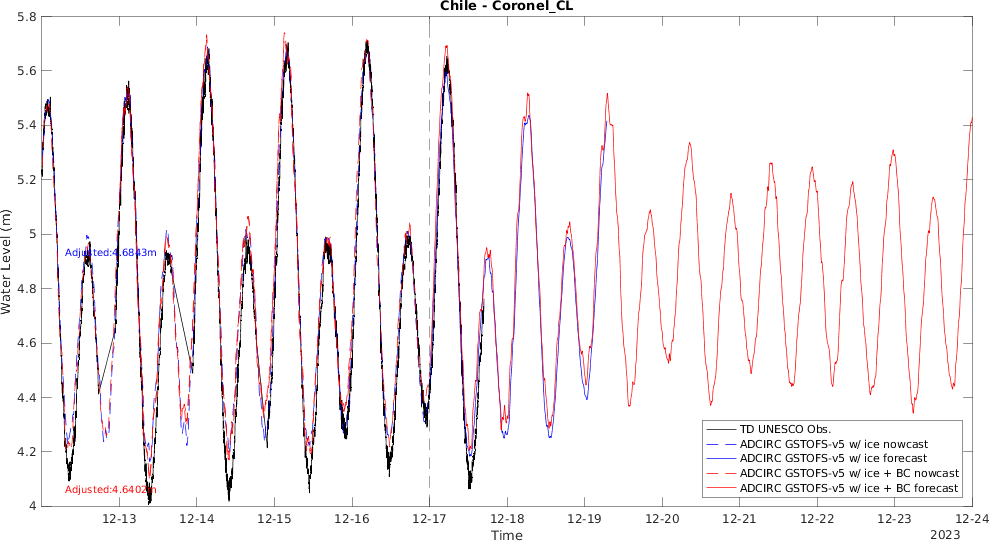 Chile - Coronel_CL
5.8
5.6
5.4
5.2
5
4.8
4.6
4.4
4.2
4
Water Level (m)
Adjusted:4.6843m
Adjusted:4.6402m
TD UNESCO Obs.
ADCIRC GSTOFS-v5 w/ ice nowcast
ADCIRC GSTOFS-v5 w/ ice forecast
ADCIRC GSTOFS-v5 w/ ice + BC nowcast
ADCIRC GSTOFS-v5 w/ ice + BC forecast
12-13 12-14 12-15 12-16 12-17 12-18 12-19 12-20 12-21 12-22 12-23 12-24
Time
2023